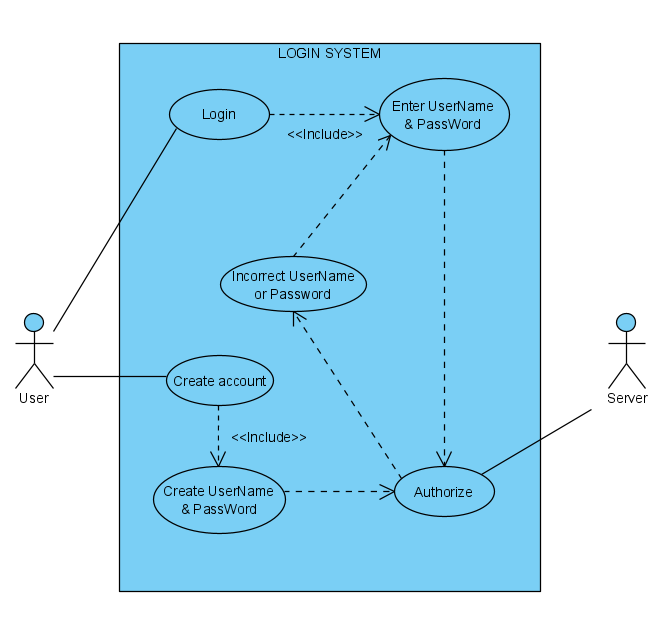 LOGIN SYSTEM
Login
<<Include>>
Enter UserName
& PassWord
Incorrect UserName
or Password
User
Server
Create account
<<Include>>
Create UserName
& PassWord
Authorize